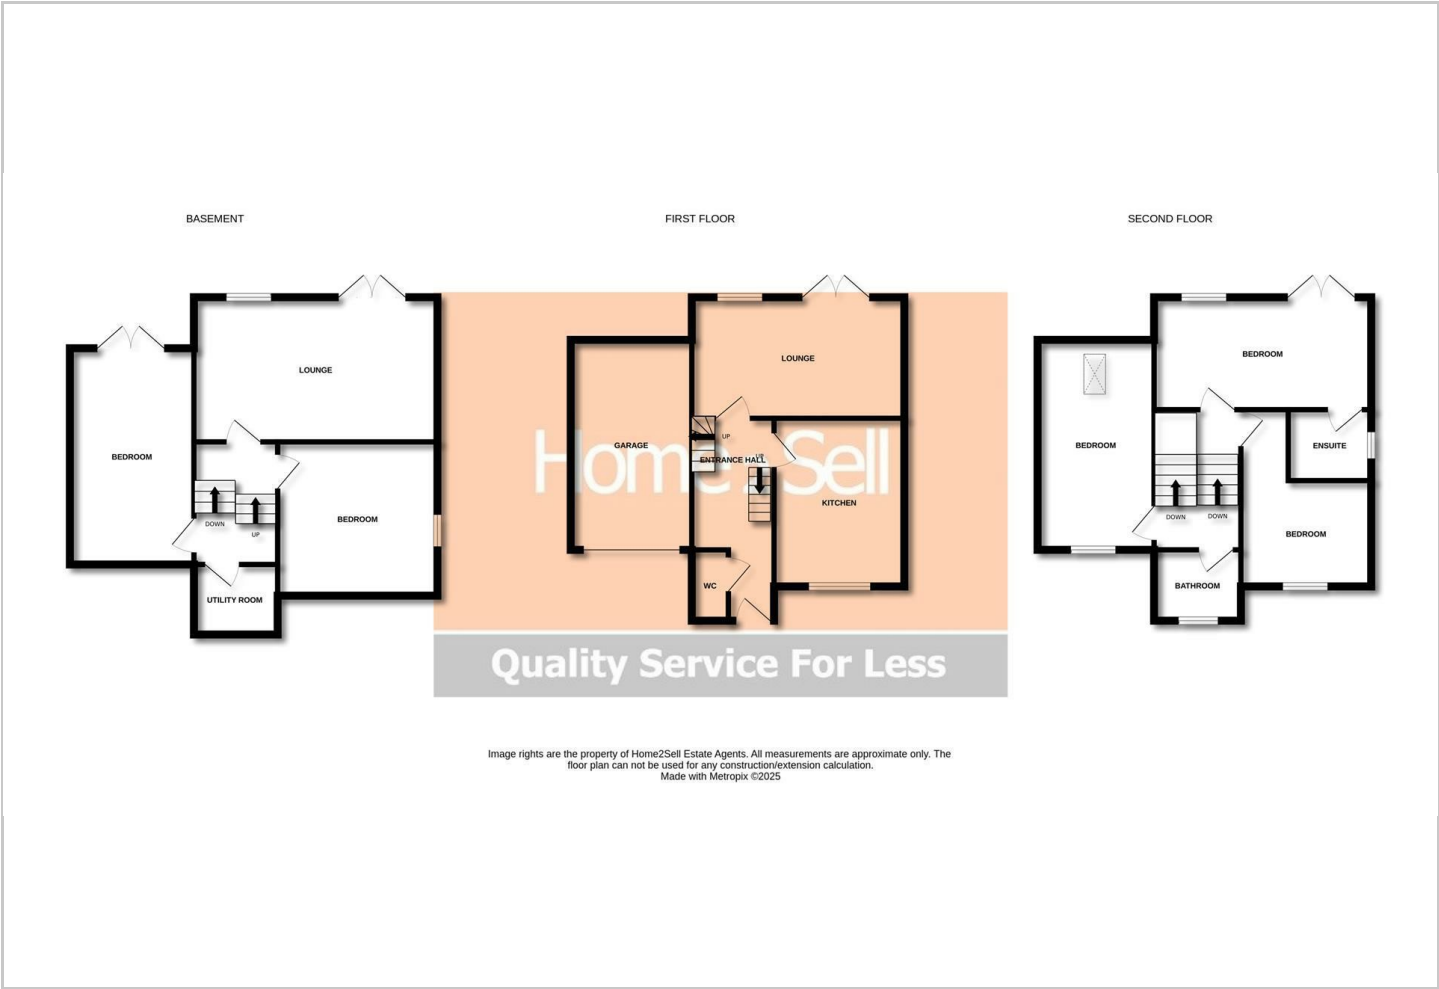 BASEMENT
FIRST FLOOR
SECOND FLOOR
BEDROOM
LOUNGE
BEDROOM
DOWN
UP
UTILITY ROOM
GARAGE
LOUNGE
UP
ENTRANCE HALL
UP
KITCHEN
WC
BEDROOM
BEDROOM
ENSUITE
DOWN
DOWN
BEDROOM
BATHROOM
Home2Sell
Quality Service For Less
Image rights are the property of Home2Sell Estate Agents. All measurements are approximate only. The
floor plan can not be used for any construction/extension calculation.
Made with Metropix ©2025